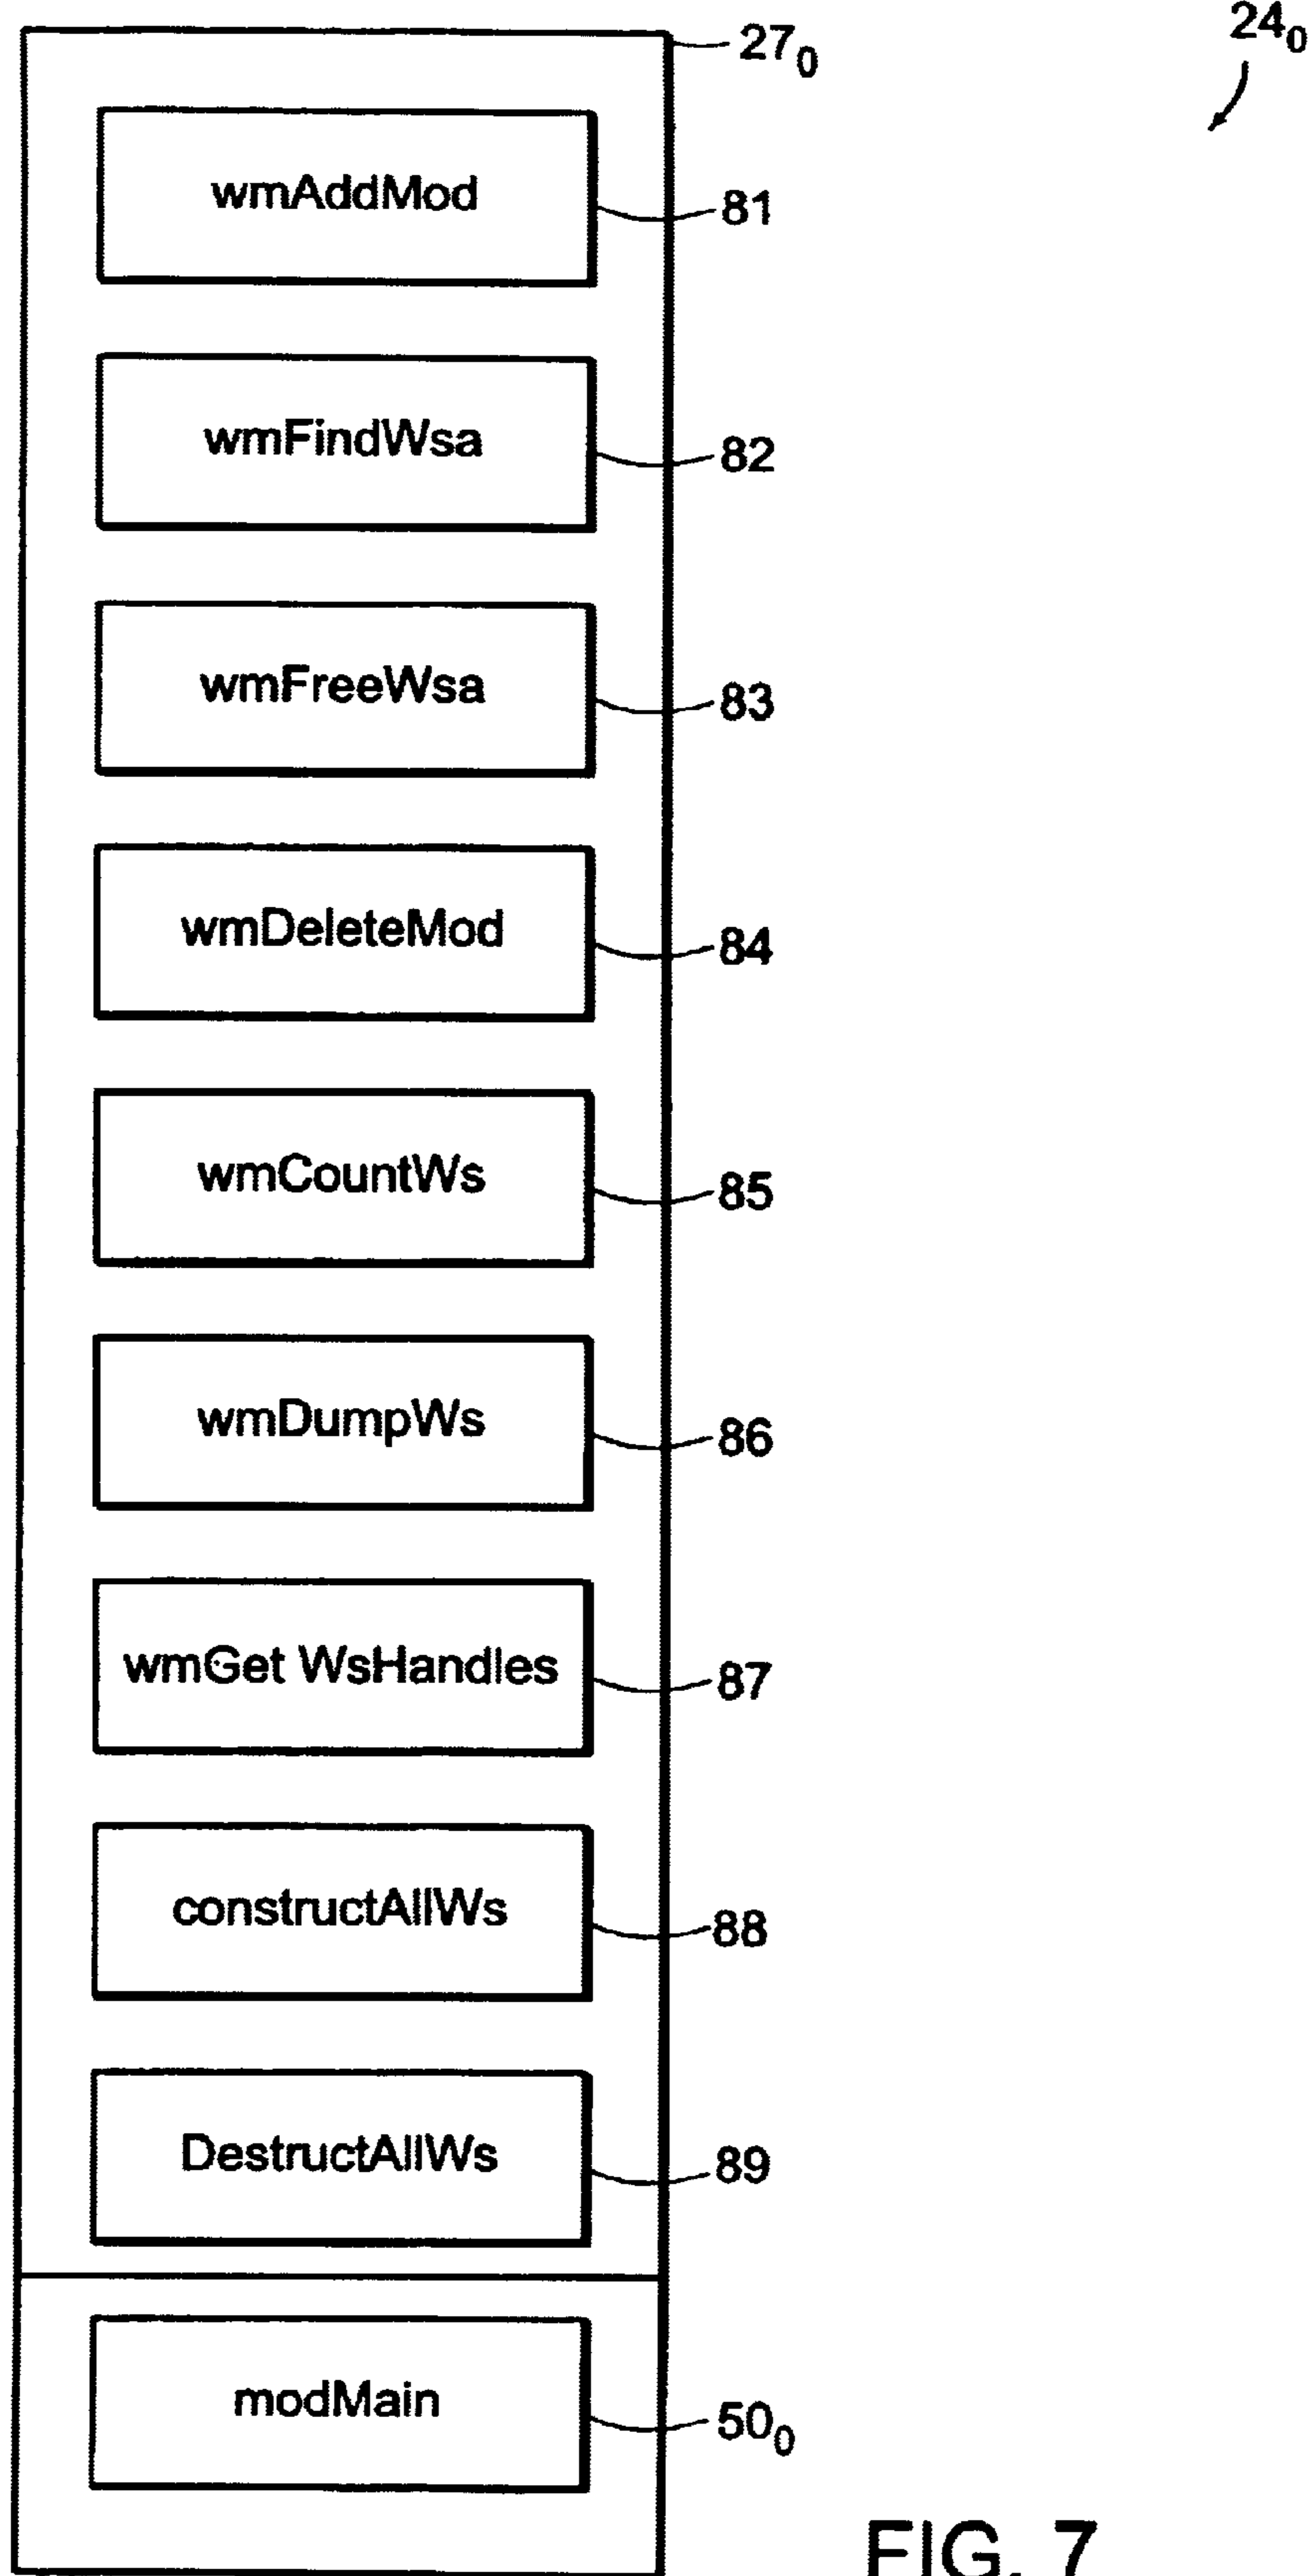 27₀
24₀
wmAddMod
81
wmFindWsa
82
wmFreeWsa
83
wmDeleteMod
84
wmCountWs
85
wmDumpWs
86
wmGet WsHandles
87
constructAllWs
88
DestructAllWs
89
modMain
50₀
FIG. 7